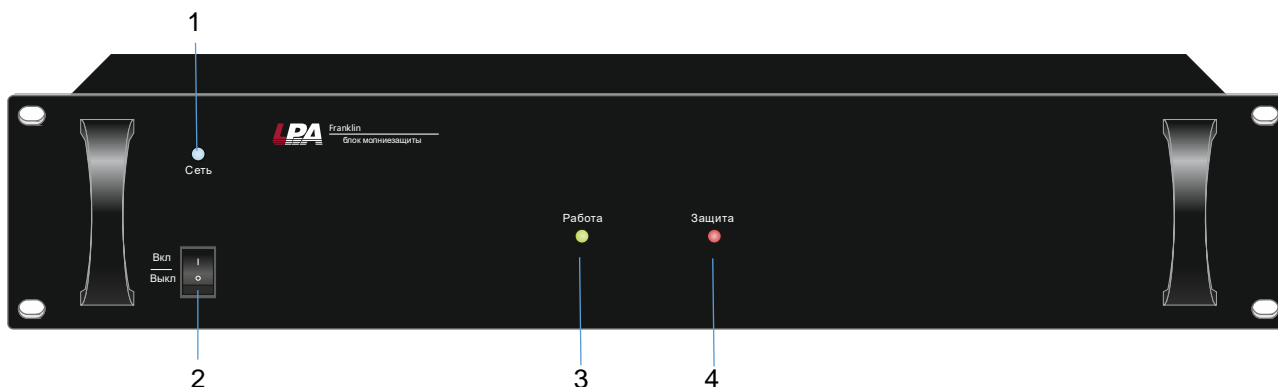 1
LPA
Franklin
блок молниезащиты
Сеть
Работа
Защита
Вкл
Выкл
I
O
2
3
4